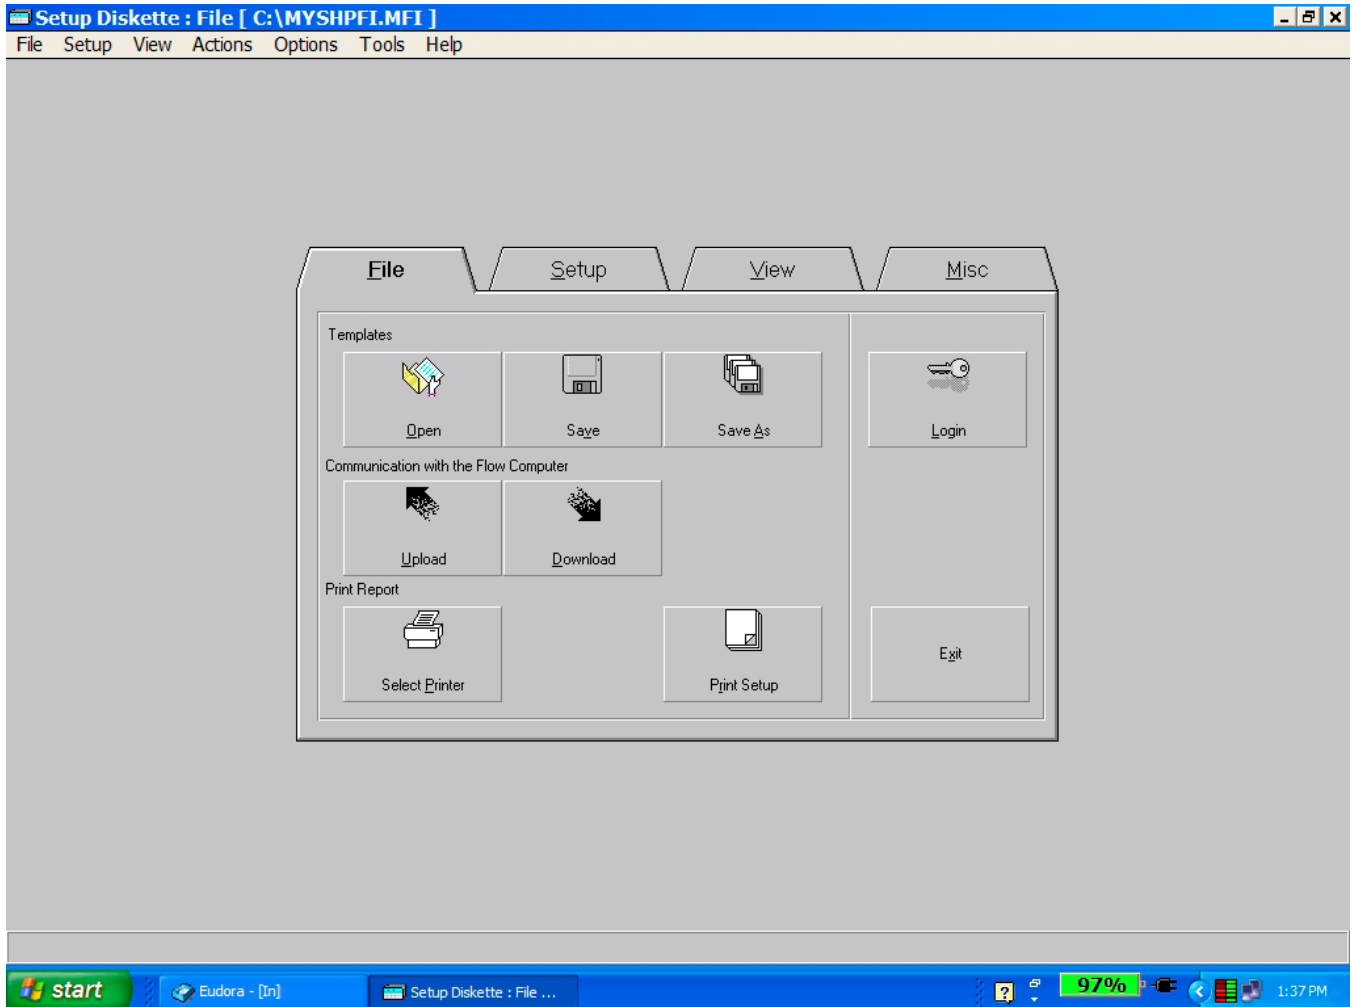 Setup Diskette : File [ C:\MYSHPFI.MFI ]
File Setup View Actions Options Tools Help
File Setup View Misc
Templates
Open Save Save As Login
Communication with the Flow Computer
Upload Download
Print Report
Select Printer Print Setup Exit
start Eudora - [In] Setup Diskette : File ... 97% 1:37 PM